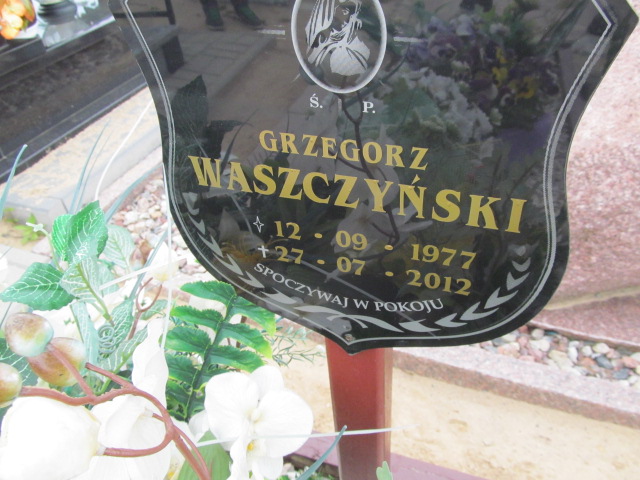 Ś. P.
GRZEGORZ
WASZCZYŃSKI
12 · 09 · 1977
27 · 07 · 2012
SPOCZYWAJ W POKOJU